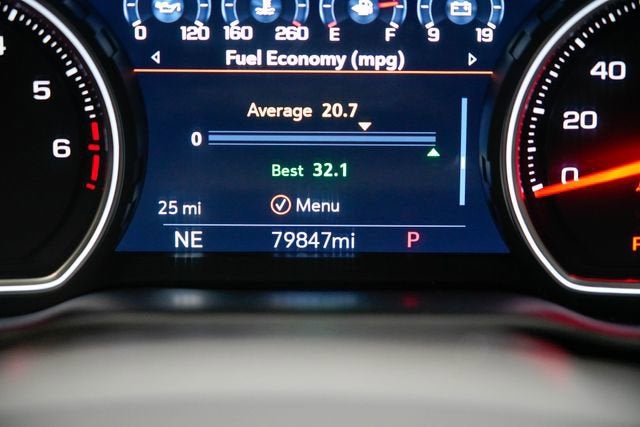 0 120 160 260 E F 9 19
Fuel Economy (mpg)
4
5
6
Average 20.7
0
Best 32.1
25 mi Menu
NE 79847mi P
40
20
0